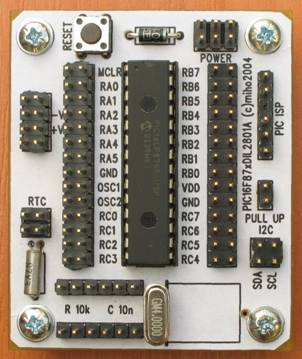 RESET
POWER
MCLR
RA0
RA1
RA2
RA3
RA4
RA5
GND
OSC1
OSC2
RC0
RC1
RC2
RC3
RB7
RB6
RB5
RB4
RB3
RB2
RB1
RB0
VDD
GND
RC7
RC6
RC5
RC4
-V
+V
PIC16F87xDIL2801A (c)miho2004
PIC ISP
PULL UP
I2C
SDA
SCL
RTC
R 10k C 10n
GM4.00000